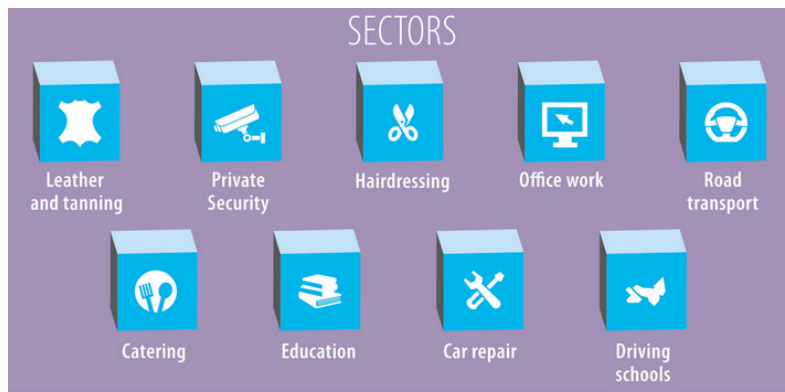 SECTORS
Leather
and tanning
Private
Security
Hairdressing
Office work
Road
transport
Catering
Education
Car repair
Driving
schools